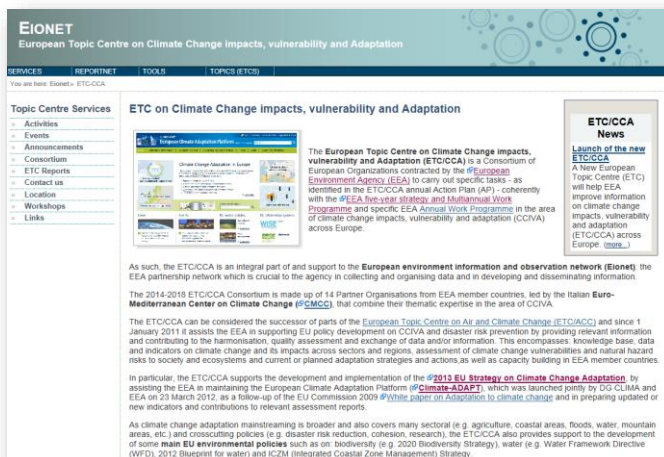 EIONET
European Topic Centre on Climate Change impacts, vulnerability and Adaptation
SERVICES REPORTNET TOOLS TOPICS (ETCS)
You are here: Eionet» ETC-CCA
Topic Centre Services
Activities
Events
Announcements
Consortium
ETC Reports
Contact us
Location
Workshops
Links
ETC on Climate Change impacts, vulnerability and Adaptation
European Climate Adaptation Platform
Climate Change Adaptation in Europe
WISE
The European Topic Centre on Climate Change impacts,
vulnerability and Adaptation (ETC/CCA) is a Consortium of
European Organizations contracted by the European
Environment Agency (EEA) to carry out specific tasks - as
identified in the ETC/CCA annual Action Plan (AP) - coherently
with the EEA five-year strategy and Multiannual Work
Programme and specific EEA Annual Work Programme in the area
of climate change impacts, vulnerability and adaptation (CCIVA)
across Europe.
ETC/CCA
News
Launch of the new
ETC/CCA
A New European
Topic Centre (ETC)
will help EEA
improve information
on climate change
impacts, vulnerability
and adaptation
(ETC/CCA) across
Europe. (more...)
As such, the ETC/CCA is an integral part of and support to the European environment information and observation network (Eionet): the
EEA partnership network which is crucial to the agency in collecting and organising data and in developing and disseminating information.
The 2014-2018 ETC/CCA Consortium is made up of 14 Partner Organisations from EEA member countries, led by the Italian Euro-
Mediterranean Center on Climate Change (CMCC), that combine their thematic expertise in the area of CCIVA.
The ETC/CCA can be considered the successor of parts of the European Topic Centre on Air and Climate Change (ETC/ACC) and since 1
January 2011 it assists the EEA in supporting EU policy development on CCIVA and disaster risk prevention by providing relevant information
and contributing to the harmonisation, quality assessment and exchange of data and/or information. This encompasses: knowledge base, data
and indicators on climate change and its impacts across sectors and regions, assessment of climate change vulnerabilities and natural hazard
risks to society and ecosystems and current or planned adaptation strategies and actions,as well as capacity building in EEA member countries.
In particular, the ETC/CCA supports the development and implementation of the 2013 EU Strategy on Climate Change Adaptation, by
assisting the EEA in maintaining the European Climate Adaptation Platform (Climate-ADAPT), which was launched jointly by DG CLIMA and
EEA on 23 March 2012, as a follow-up of the EU Commission 2009 White paper on Adaptation to climate change and in preparing updated or
new indicators and contributions to relevant assessment reports.
As climate change adaptation mainstreaming is broader and also covers many sectoral (e.g. agriculture, coastal areas, floods, water, mountain
areas, etc.) and crosscutting policies (e.g. disaster risk reduction, cohesion, research), the ETC/CCA also provides support to the development
of some main EU environmental policies such as on: biodiversity (e.g. 2020 Biodiversity Strategy), water (e.g. Water Framework Directive
(WFD), 2012 Blueprint for water) and ICZM (Integrated Coastal Zone Management) Strategy.